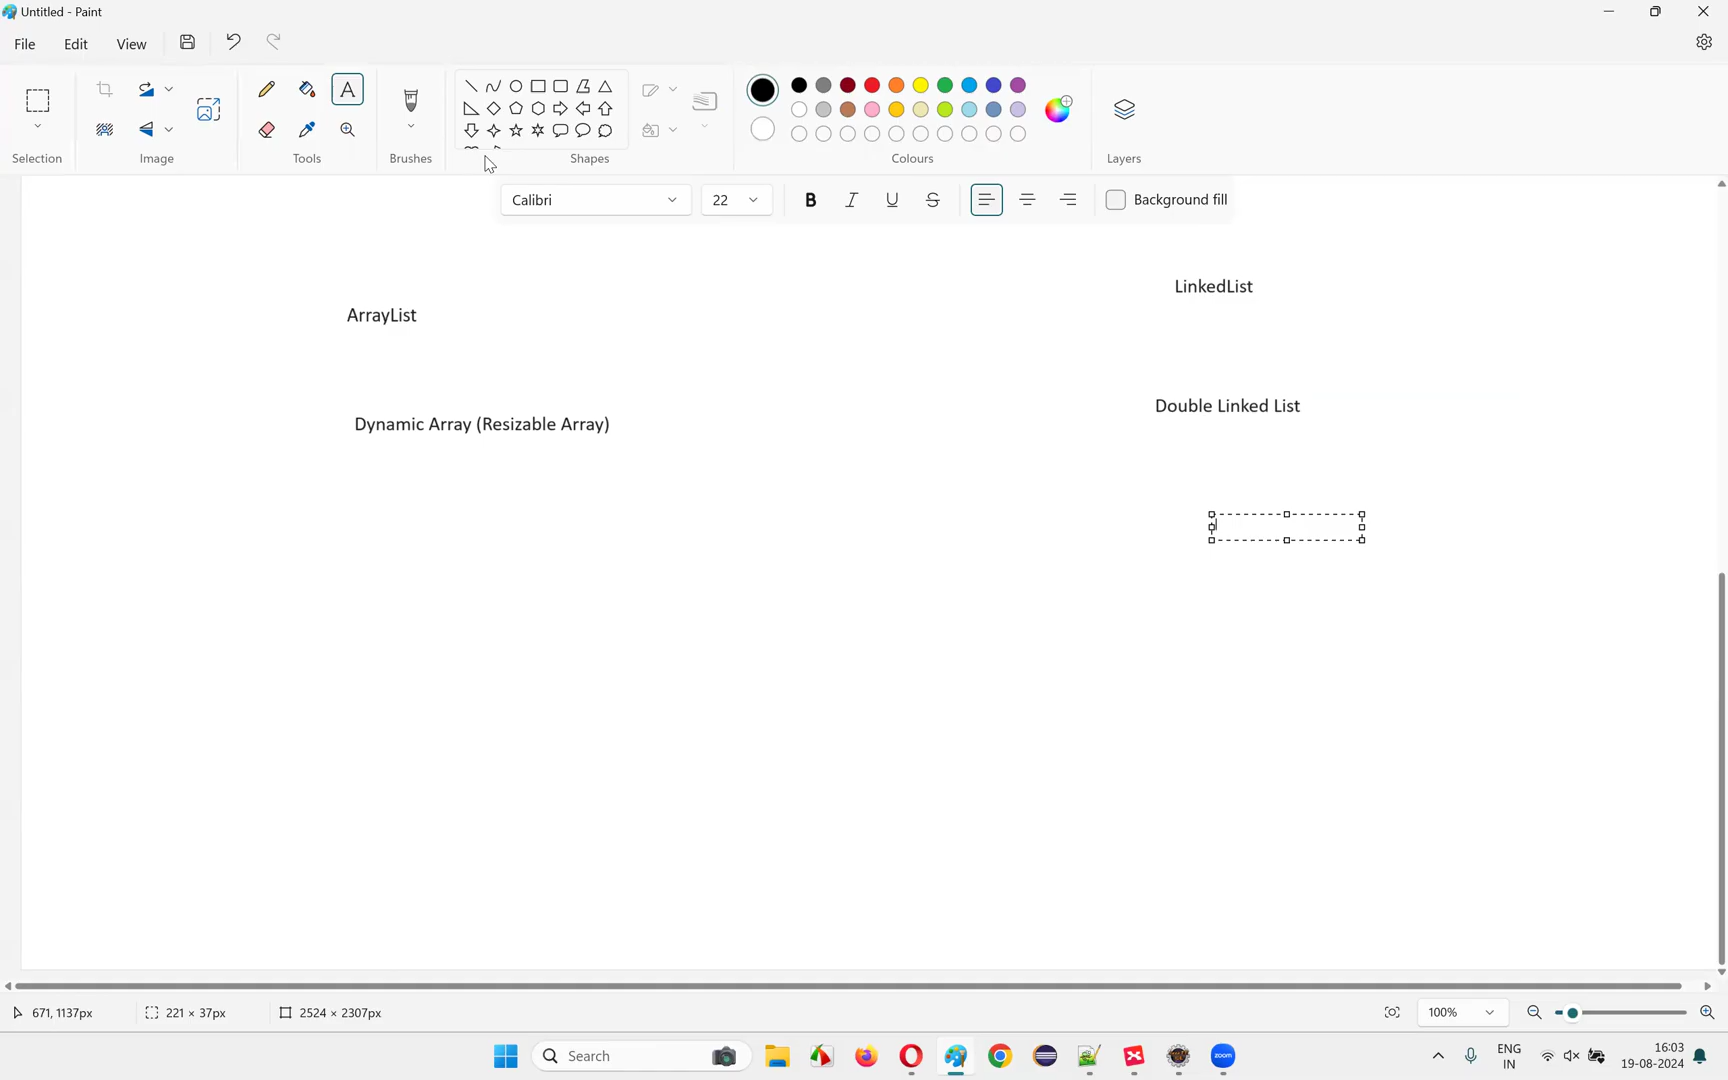 Untitled - Paint
File Edit View
Selection Image Tools Brushes Shapes Colours Layers
Calibri 22 B I U S Background fill
LinkedList
ArrayList
Double Linked List
Dynamic Array (Resizable Array)
671, 1137px 221 × 37px 2524 × 2307px 100%
Search zoom ENG 16:03
IN 19-08-2024